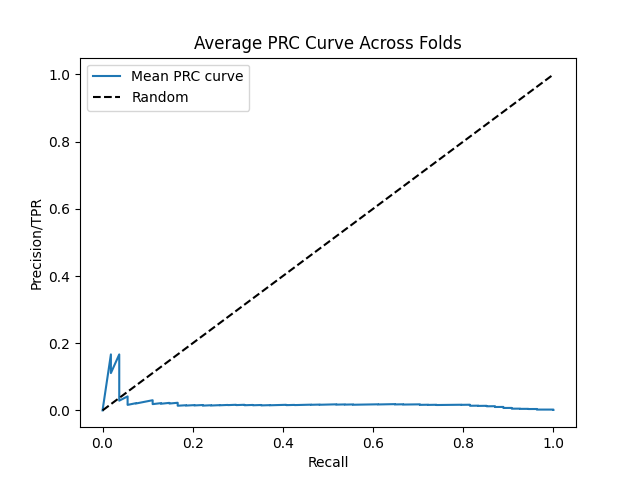 Average PRC Curve Across Folds
Mean PRC curve
Random
1.0
0.8
0.6
0.4
0.2
0.0
Precision/TPR
0.0 0.2 0.4 0.6 0.8 1.0
Recall